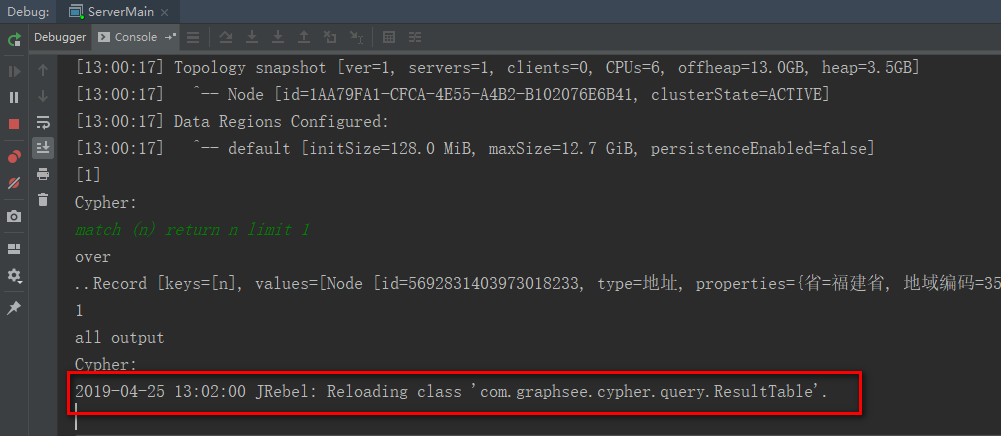 Debug: ServerMain
Debugger Console
[13:00:17] Topology snapshot [ver=1, servers=1, clients=0, CPUs=6, offheap=13.0GB, heap=3.5GB]
[13:00:17]   ^-- Node [id=1AA79FA1-CFCA-4E55-A4B2-B102076E6B41, clusterState=ACTIVE]
[13:00:17] Data Regions Configured:
[13:00:17]   ^-- default [initSize=128.0 MiB, maxSize=12.7 GiB, persistenceEnabled=false]
[1]
Cypher:
match (n) return n limit 1
over
..Record [keys=[n], values=[Node [id=5692831403973018233, type=地址, properties={省=福建省, 地域编码=35
1
all output
Cypher:
2019-04-25 13:02:00 JRebel: Reloading class 'com.graphsee.cypher.query.ResultTable'.